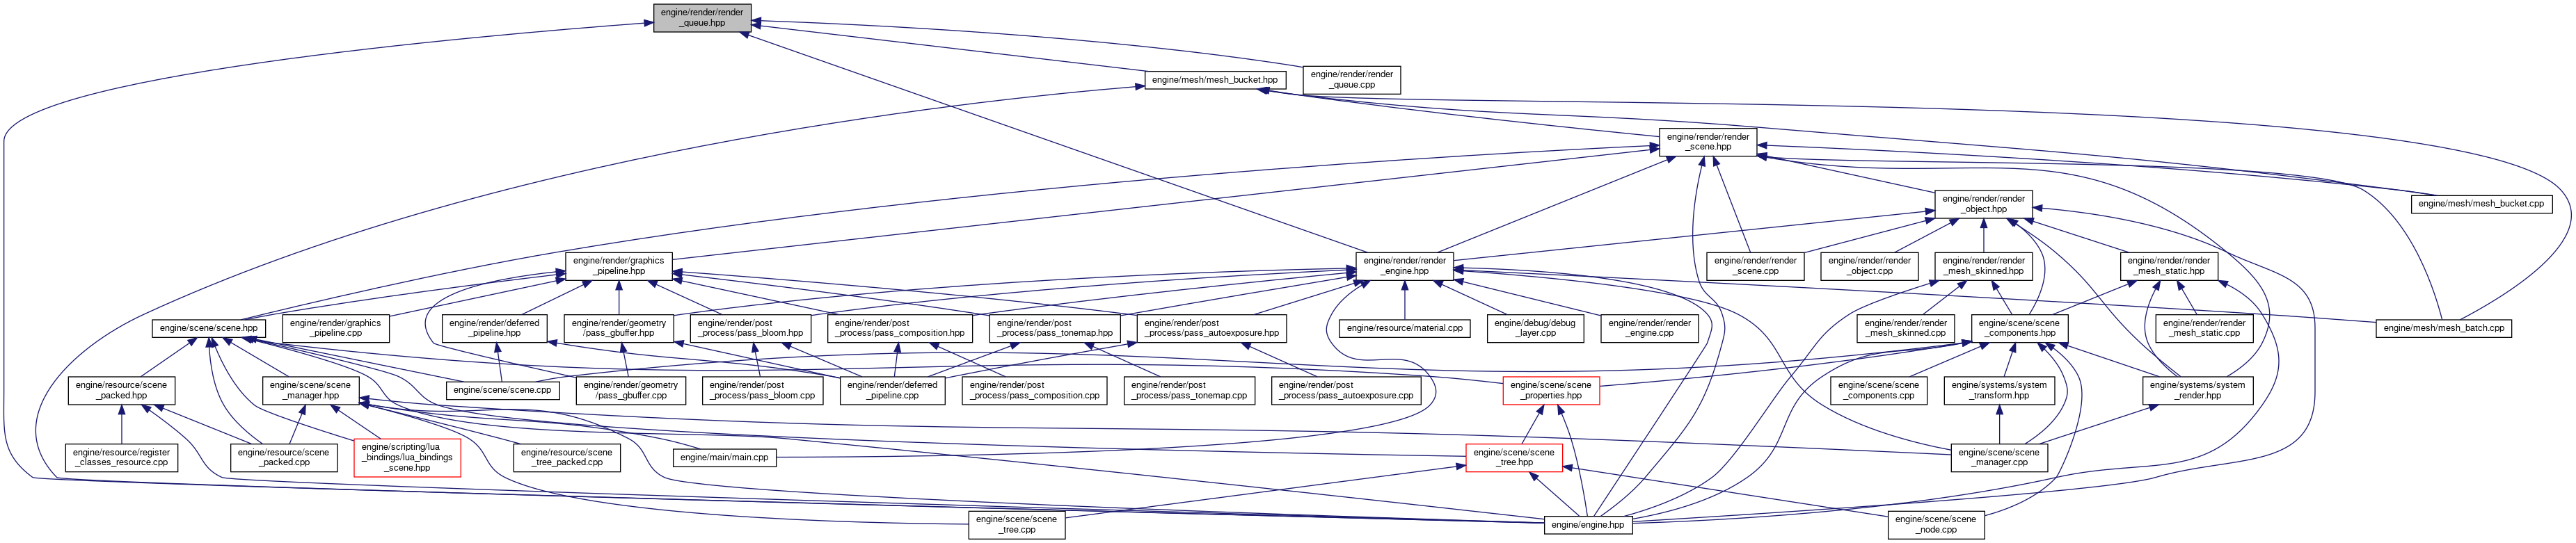 engine/render/render
_queue.hpp
engine/mesh/mesh_bucket.hpp
engine/render/render
_queue.cpp
engine/render/render
_scene.hpp
engine/render/render
_object.hpp
engine/mesh/mesh_bucket.cpp
engine/render/graphics
_pipeline.hpp
engine/render/render
_engine.hpp
engine/render/render
_scene.cpp
engine/render/render
_object.cpp
engine/render/render
_mesh_skinned.hpp
engine/render/render
_mesh_static.hpp
engine/scene/scene.hpp
engine/render/graphics
_pipeline.cpp
engine/render/deferred
_pipeline.hpp
engine/render/geometry
/pass_gbuffer.hpp
engine/render/post
_process/pass_bloom.hpp
engine/render/post
_process/pass_composition.hpp
engine/render/post
_process/pass_tonemap.hpp
engine/render/post
_process/pass_autoexposure.hpp
engine/resource/material.cpp
engine/debug/debug
_layer.cpp
engine/render/render
_engine.cpp
engine/render/render
_mesh_skinned.cpp
engine/scene/scene
_components.hpp
engine/render/render
_mesh_static.cpp
engine/mesh/mesh_batch.cpp
engine/resource/scene
_packed.hpp
engine/scene/scene
_manager.hpp
engine/scene/scene.cpp
engine/render/geometry
/pass_gbuffer.cpp
engine/render/post
_process/pass_bloom.cpp
engine/render/deferred
_pipeline.cpp
engine/render/post
_process/pass_composition.cpp
engine/render/post
_process/pass_tonemap.cpp
engine/render/post
_process/pass_autoexposure.cpp
engine/scene/scene
_properties.hpp
engine/scene/scene
_components.cpp
engine/systems/system
_transform.hpp
engine/systems/system
_render.hpp
engine/resource/register
_classes_resource.cpp
engine/resource/scene
_packed.cpp
engine/scripting/lua
_bindings/lua_bindings
_scene.hpp
engine/resource/scene
_tree_packed.cpp
engine/main/main.cpp
engine/scene/scene
_tree.hpp
engine/scene/scene
_manager.cpp
engine/scene/scene
_tree.cpp
engine/engine.hpp
engine/scene/scene
_node.cpp